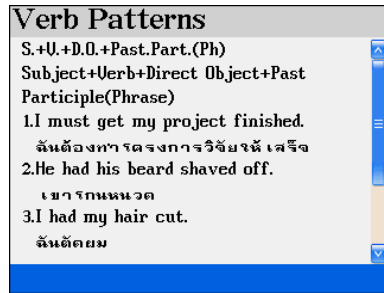 Verb Patterns
S.+V.+D.O.+Past.Part.(Ph)
Subject+Verb+Direct Object+Past
Participle(Phrase)
1.I must get my project finished.
ฉันต้องทำโครงการวิจัยให้เสร็จ
2.He had his beard shaved off.
เขาโกนหนวด
3.I had my hair cut.
ฉันตัดผม